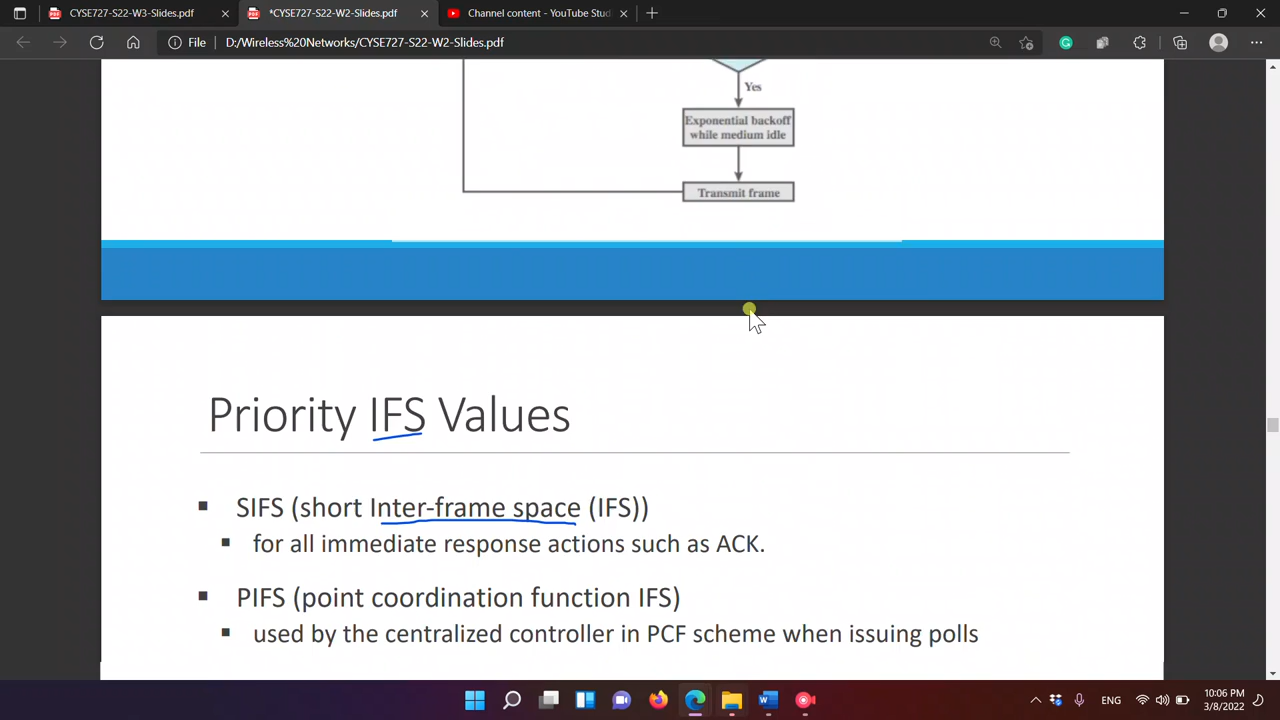 CYSE727-S22-W3-Slides.pdf
*CYSE727-S22-W2-Slides.pdf
Channel content - YouTube Stud
File
D:/Wireless%20Networks/CYSE727-S22-W2-Slides.pdf
Yes
Exponential backoff
while medium idle
Transmit frame
Priority IFS Values
SIFS (short Inter-frame space (IFS))
for all immediate response actions such as ACK.
PIFS (point coordination function IFS)
used by the centralized controller in PCF scheme when issuing polls
ENG
10:06 PM
3/8/2022